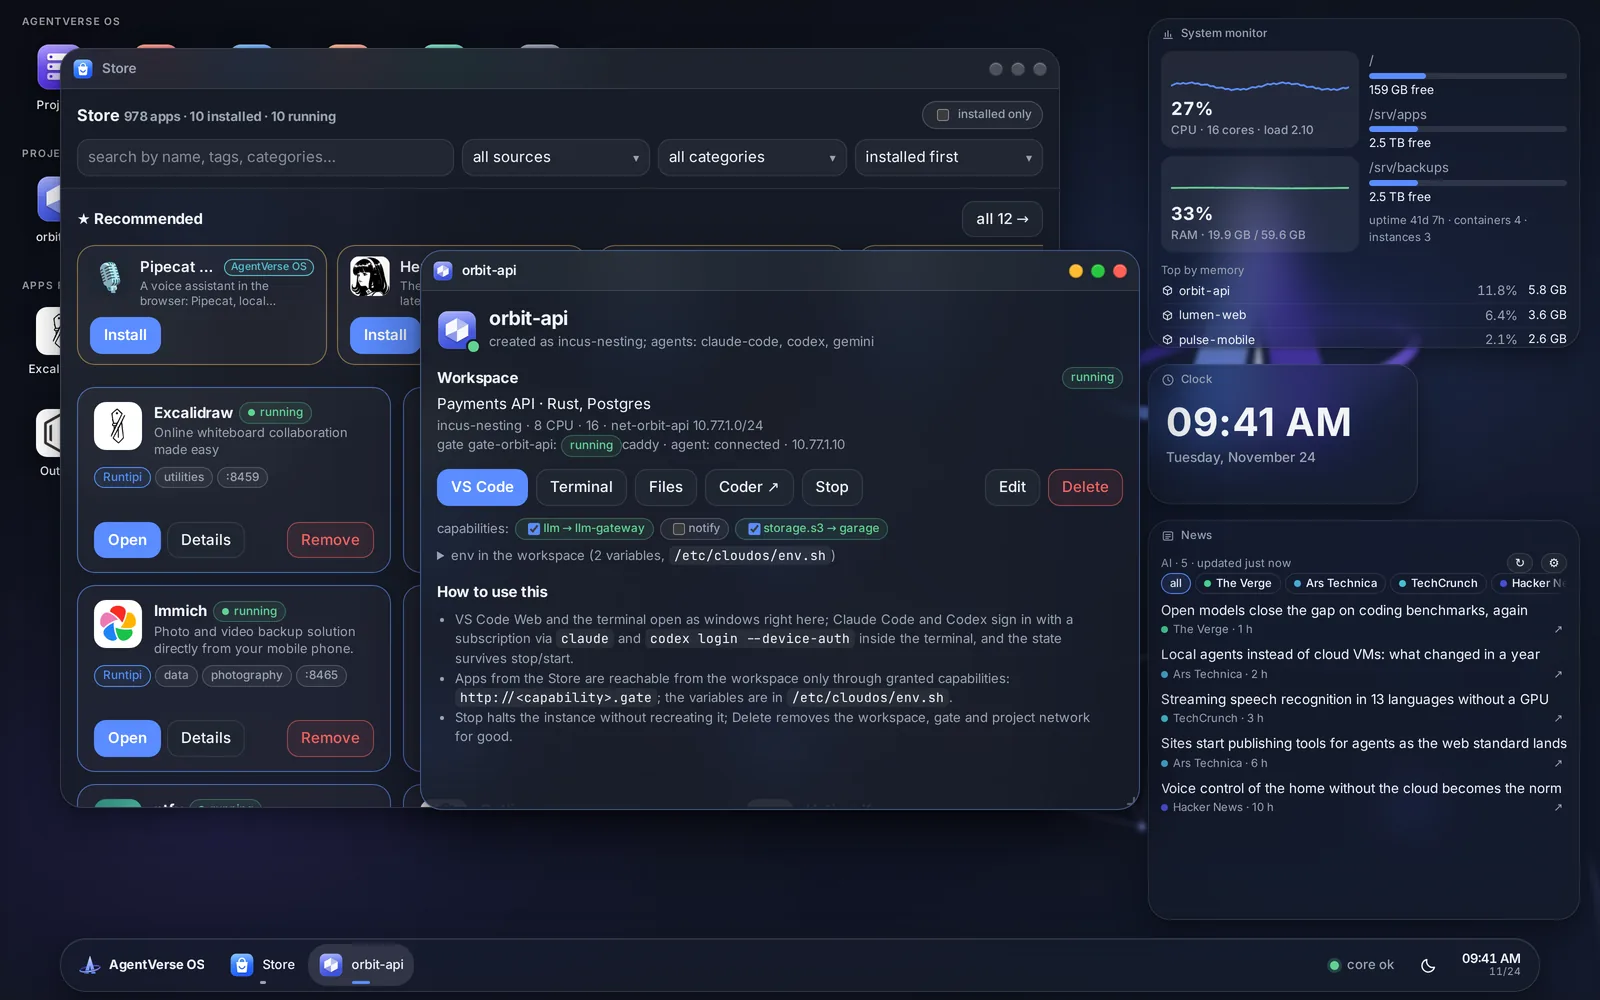 AGENTVERSE OS
Proj
PROJE
orbit
APPS I
Excal
Out
Store
Store 978 apps · 10 installed · 10 running
installed only
search by name, tags, categories...
all sources
all categories
installed first
★ Recommended
all 12 →
Pipecat ...
AgentVerse OS
A voice assistant in the
browser: Pipecat, local...
Install
He
The
late
Install
Excalidraw
running
Online whiteboard collaboration
made easy
Runtipi
utilities
:8459
Open
Details
Remove
Immich
running
Photo and video backup solution
directly from your mobile phone.
Runtipi
data
photography
:8465
Open
Details
Remove
orbit-api
orbit-api
created as incus-nesting; agents: claude-code, codex, gemini
Workspace
running
Payments API · Rust, Postgres
incus-nesting · 8 CPU · 16 · net-orbit-api 10.77.1.0/24
gate gate-orbit-api: running caddy · agent: connected · 10.77.1.10
VS Code
Terminal
Files
Coder ↗
Stop
Edit
Delete
capabilities:
llm → llm-gateway
notify
storage.s3 → garage
▶ env in the workspace (2 variables, /etc/cloudos/env.sh)
How to use this
• VS Code Web and the terminal open as windows right here; Claude Code and Codex sign in with a
subscription via claude and codex login --device-auth inside the terminal, and the state
survives stop/start.
• Apps from the Store are reachable from the workspace only through granted capabilities:
http://<capability>.gate; the variables are in /etc/cloudos/env.sh.
• Stop halts the instance without recreating it; Delete removes the workspace, gate and project network
for good.
System monitor
27%
CPU · 16 cores · load 2.10
33%
RAM · 19.9 GB / 59.6 GB
/
159 GB free
/srv/apps
2.5 TB free
/srv/backups
2.5 TB free
uptime 41d 7h · containers 4 ·
instances 3
Top by memory
orbit-api 11.8% 5.8 GB
lumen-web 6.4% 3.6 GB
pulse-mobile 2.1% 2.6 GB
Clock
09:41 AM
Tuesday, November 24
News
AI · 5 · updated just now
all
The Verge
Ars Technica
TechCrunch
Hacker N
Open models close the gap on coding benchmarks, again
The Verge · 1 h
Local agents instead of cloud VMs: what changed in a year
Ars Technica · 2 h
Streaming speech recognition in 13 languages without a GPU
TechCrunch · 3 h
Sites start publishing tools for agents as the web standard lands
Ars Technica · 6 h
Voice control of the home without the cloud becomes the norm
Hacker News · 10 h
AgentVerse OS
Store
orbit-api
core ok
09:41 AM
11/24